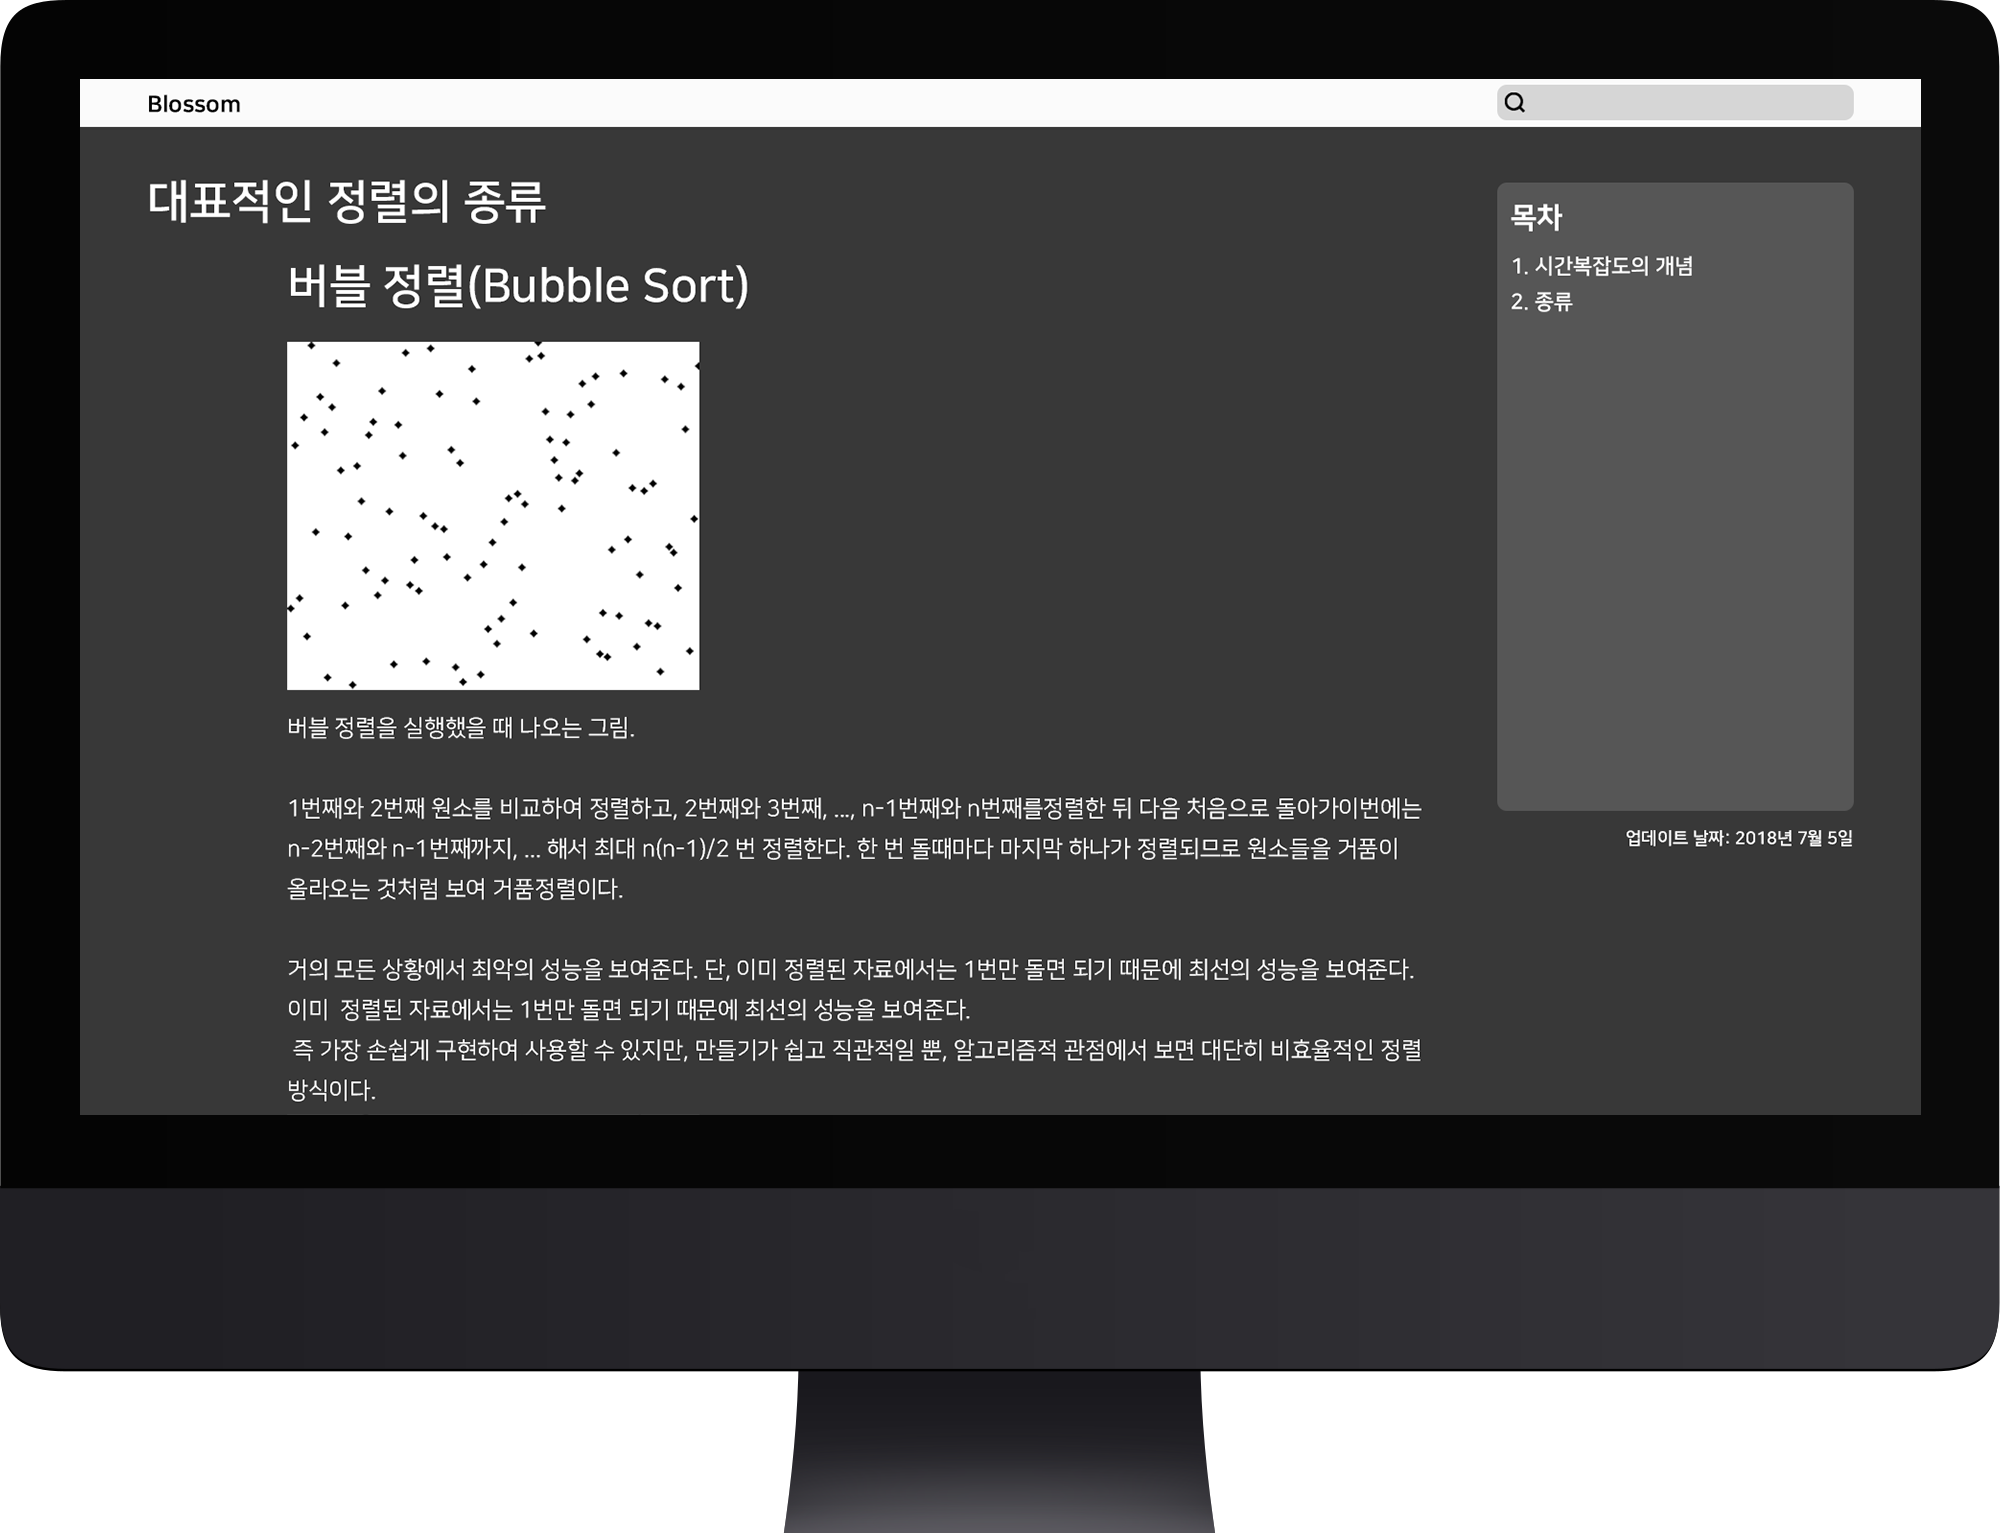 Blossom
대표적인 정렬의 종류
버블 정렬(Bubble Sort)
버블 정렬을 실행했을 때 나오는 그림.
1번째와 2번째 원소를 비교하여 정렬하고, 2번째와 3번째, ..., n-1번째와 n번째를정렬한 뒤 다음 처음으로 돌아가이번에는
n-2번째와 n-1번째까지, ... 해서 최대 n(n-1)/2 번 정렬한다. 한 번 돌때마다 마지막 하나가 정렬되므로 원소들을 거품이
올라오는 것처럼 보여 거품정렬이다.
거의 모든 상황에서 최악의 성능을 보여준다. 단, 이미 정렬된 자료에서는 1번만 돌면 되기 때문에 최선의 성능을 보여준다.
이미  정렬된 자료에서는 1번만 돌면 되기 때문에 최선의 성능을 보여준다.
즉 가장 손쉽게 구현하여 사용할 수 있지만, 만들기가 쉽고 직관적일 뿐, 알고리즘적 관점에서 보면 대단히 비효율적인 정렬
방식이다.
목차
1. 시간복잡도의 개념
2. 종류
업데이트 날짜: 2018년 7월 5일